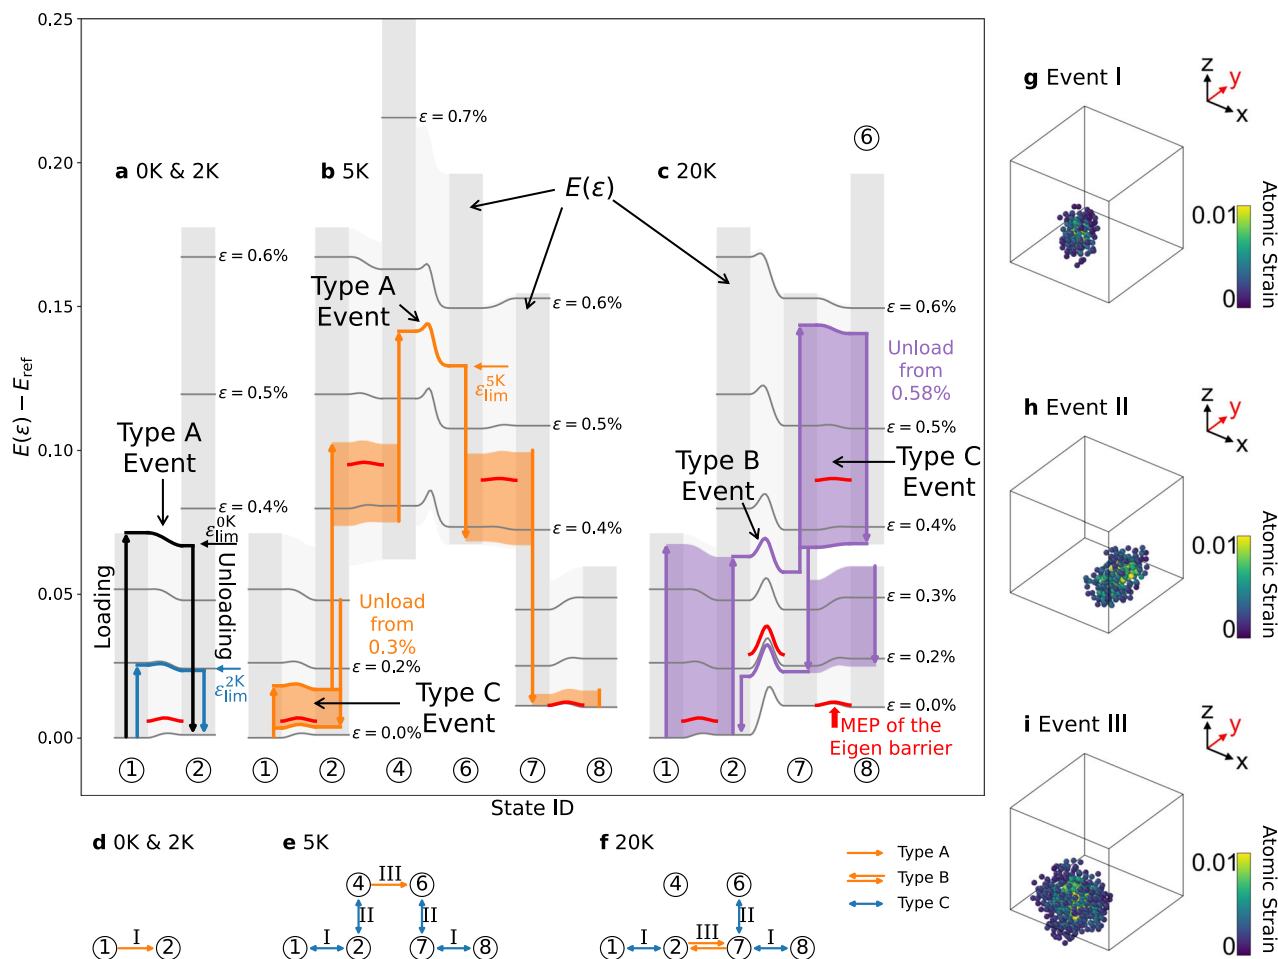 0.25
0.20
0.15
0.10
0.05
0.00
E(ε) − E_ref
a 0K & 2K
b 5K
c 20K
⑥
E(ε)
ε = 0.7%
ε = 0.6%
ε = 0.5%
ε = 0.4%
ε = 0.2%
ε = 0.0%
ε = 0.6%
ε = 0.5%
ε = 0.4%
ε = 0.6%
ε = 0.5%
ε = 0.4%
ε = 0.3%
ε = 0.2%
ε = 0.0%
Type A
Event
ε_lim^0K
Loading
Unloading
ε_lim^2K
Type A
Event
ε_lim^5K
Unload
from
0.3%
Type C
Event
Type B
Event
Unload
from
0.58%
Type C
Event
MEP of the
Eigen barrier
① ② ① ② ④ ⑥ ⑦ ⑧ ① ② ⑦ ⑧
State ID
d 0K & 2K
① I ②
e 5K
④ III ⑥
II II
① I ② ⑦ I ⑧
f 20K
④ ⑥
II
① I ② III ⑦ I ⑧
Type A
Type B
Type C
g Event I
z
y
x
0.01
0
Atomic Strain
h Event II
z
y
x
0.01
0
Atomic Strain
i Event III
z
y
x
0.01
0
Atomic Strain